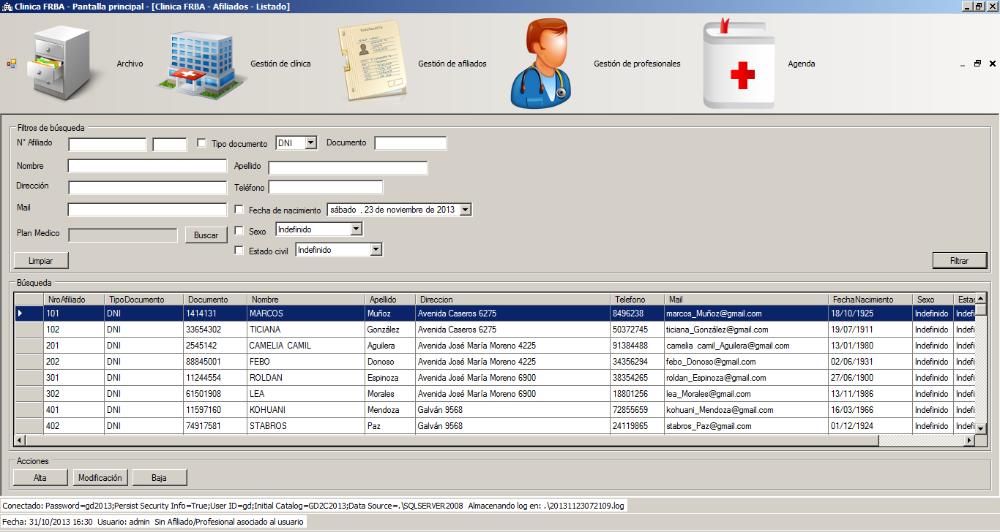 Clinica FRBA - Pantalla principal - [Clinica FRBA - Afiliados - Listado]
Archivo Gestión de clínica Gestión de afiliados Gestión de profesionales Agenda
Filtros de búsqueda
N° Afiliado Tipo documento DNI Documento
Nombre Apellido
Dirección Teléfono
Mail Fecha de nacimiento sábado , 23 de noviembre de 2013
Plan Medico Buscar Sexo Indefinido
Estado civil Indefinido
Limpiar Filtrar
Búsqueda
NroAfiliado TipoDocumento Documento Nombre Apellido Direccion Telefono Mail FechaNacimiento Sexo Estac
101 DNI 1414131 MARCOS Muñoz Avenida Caseros 6275 8496238 marcos_Muñoz@gmail.com 18/10/1925 Indefinido Indefi
102 DNI 33654302 TICIANA González Avenida Caseros 6275 50372745 ticiana_González@gmail.com 19/07/1911 Indefinido Indefi
201 DNI 2545142 CAMELIA CAMIL Aguilera Avenida José María Moreno 4225 91384488 camelia camil_Aguilera@gmail.com 13/01/1980 Indefinido Indefi
202 DNI 88845001 FEBO Donoso Avenida José María Moreno 4225 34356294 febo_Donoso@gmail.com 02/06/1931 Indefinido Indefi
301 DNI 11244554 ROLDAN Espinoza Avenida José María Moreno 6900 38354265 roldan_Espinoza@gmail.com 27/06/1900 Indefinido Indefi
302 DNI 61501908 LEA Morales Avenida José María Moreno 6900 18801256 lea_Morales@gmail.com 13/11/1986 Indefinido Indefi
401 DNI 11597160 KOHUANI Mendoza Galván 9568 72855659 kohuani_Mendoza@gmail.com 16/03/1966 Indefinido Indefi
402 DNI 74917581 STABROS Paz Galván 9568 24119865 stabros_Paz@gmail.com 01/12/1924 Indefinido Indefi
Acciones
Alta Modificación Baja
Conectado: Password=gd2013;Persist Security Info=True;User ID=gd;Initial Catalog=GD2C2013;Data Source=.\SQLSERVER2008 Almacenando log en: .\20131123072109.log
Fecha: 31/10/2013 16:30 Usuario: admin Sin Afiliado/Profesional asociado al usuario